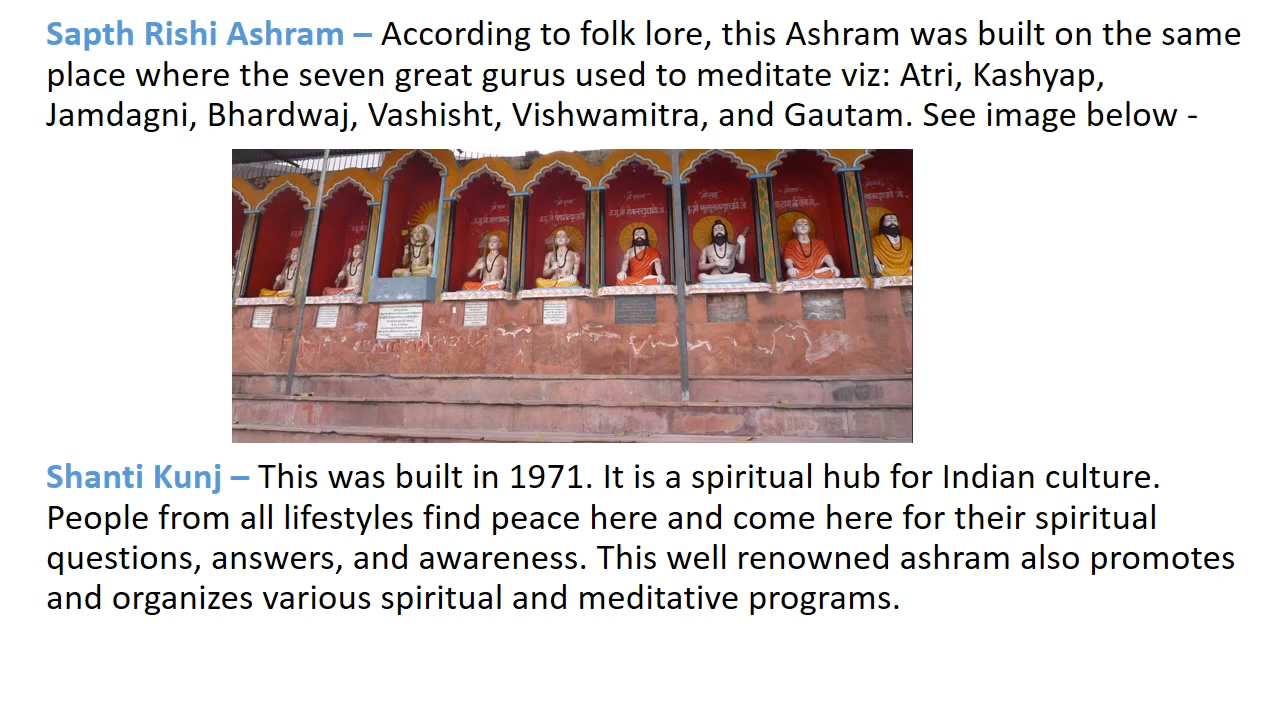 Sapth Rishi Ashram – According to folk lore, this Ashram was built on the same
place where the seven great gurus used to meditate viz: Atri, Kashyap,
Jamdagni, Bhardwaj, Vashisht, Vishwamitra, and Gautam. See image below -
Shanti Kunj – This was built in 1971. It is a spiritual hub for Indian culture.
People from all lifestyles find peace here and come here for their spiritual
questions, answers, and awareness. This well renowned ashram also promotes
and organizes various spiritual and meditative programs.